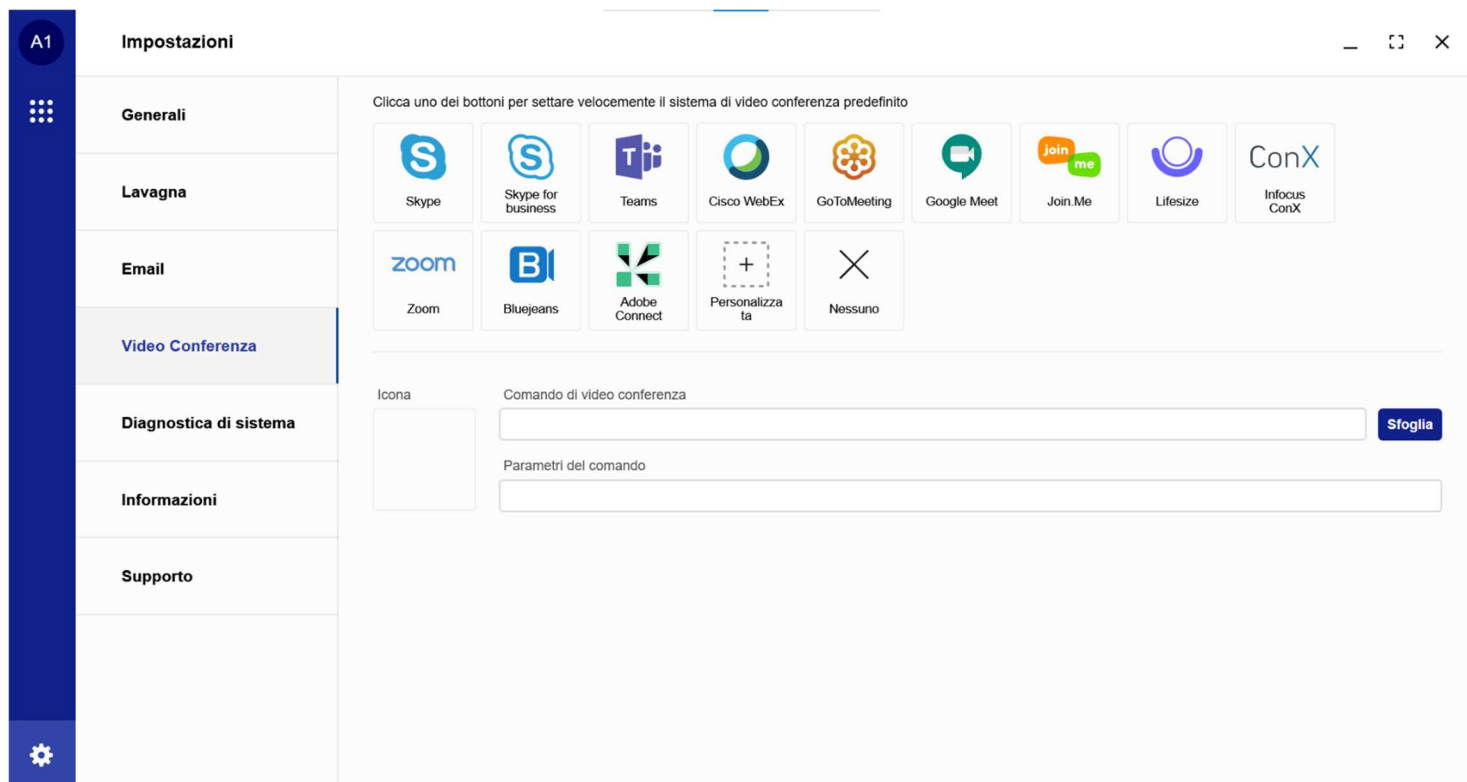 A1
Impostazioni
Generali
Lavagna
Email
Video Conferenza
Diagnostica di sistema
Informazioni
Supporto
Clicca uno dei bottoni per settare velocemente il sistema di video conferenza predefinito
S
Skype
S
Skype for
business
T
Teams
Cisco WebEx
GoToMeeting
Google Meet
join
me
Join.Me
Lifesize
ConX
Infocus
ConX
zoom
Zoom
B
Bluejeans
Adobe
Connect
Personalizza
ta
Nessuno
Icona
Comando di video conferenza
Sfoglia
Parametri del comando